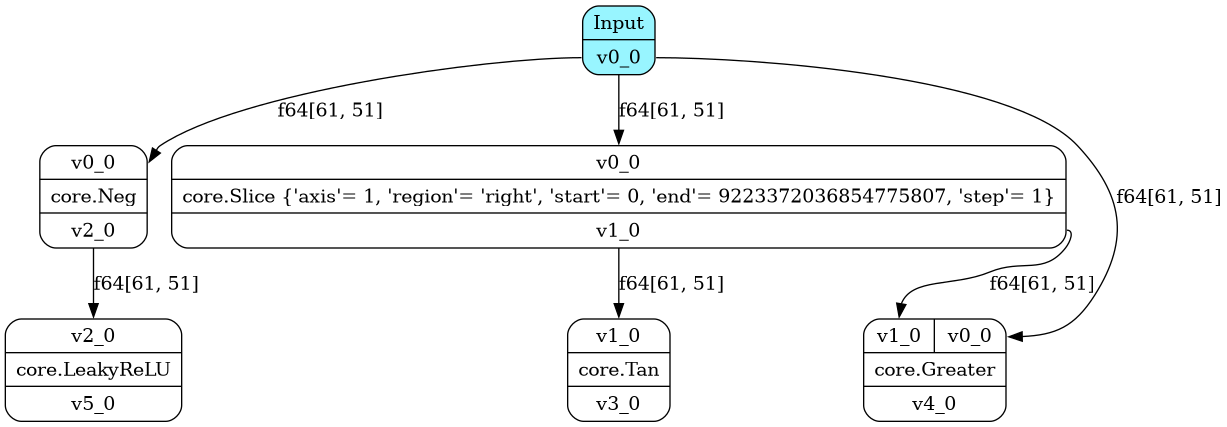 Input
v0_0
f64[61, 51]
f64[61, 51]
f64[61, 51]
v0_0
core.Neg
v2_0
v0_0
core.Slice {'axis'= 1, 'region'= 'right', 'start'= 0, 'end'= 9223372036854775807, 'step'= 1}
v1_0
f64[61, 51]
f64[61, 51]
f64[61, 51]
v2_0
core.LeakyReLU
v5_0
v1_0
core.Tan
v3_0
v1_0 v0_0
core.Greater
v4_0